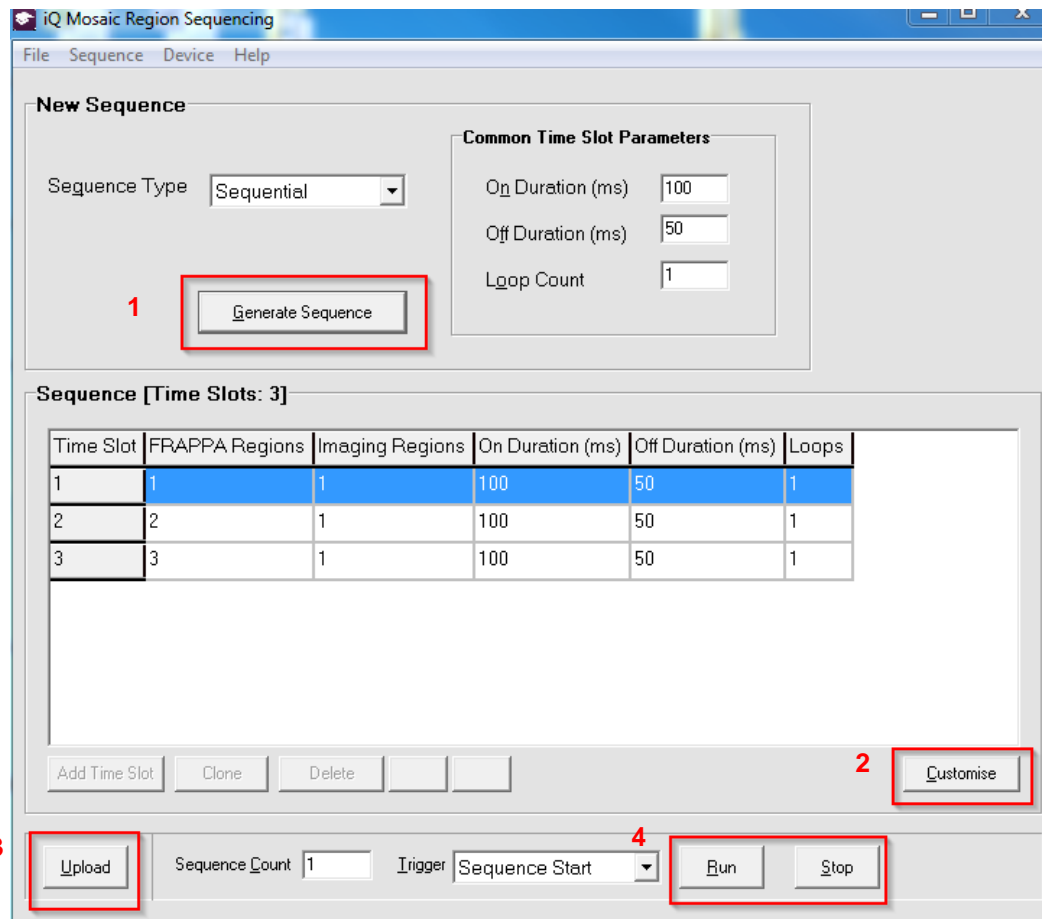 iQ Mosaic Region Sequencing
File Sequence Device Help
New Sequence
Common Time Slot Parameters
Sequence Type Sequential
On Duration (ms) 100
Off Duration (ms) 50
Loop Count 1
1
Generate Sequence
Sequence [Time Slots: 3]
Time Slot FRAPPA Regions Imaging Regions On Duration (ms) Off Duration (ms) Loops
1 1 1 100 50 1
2 2 1 100 50 1
3 3 1 100 50 1
Add Time Slot Clone Delete
2
Customise
3
Upload
Sequence Count 1
Trigger Sequence Start
4
Run Stop